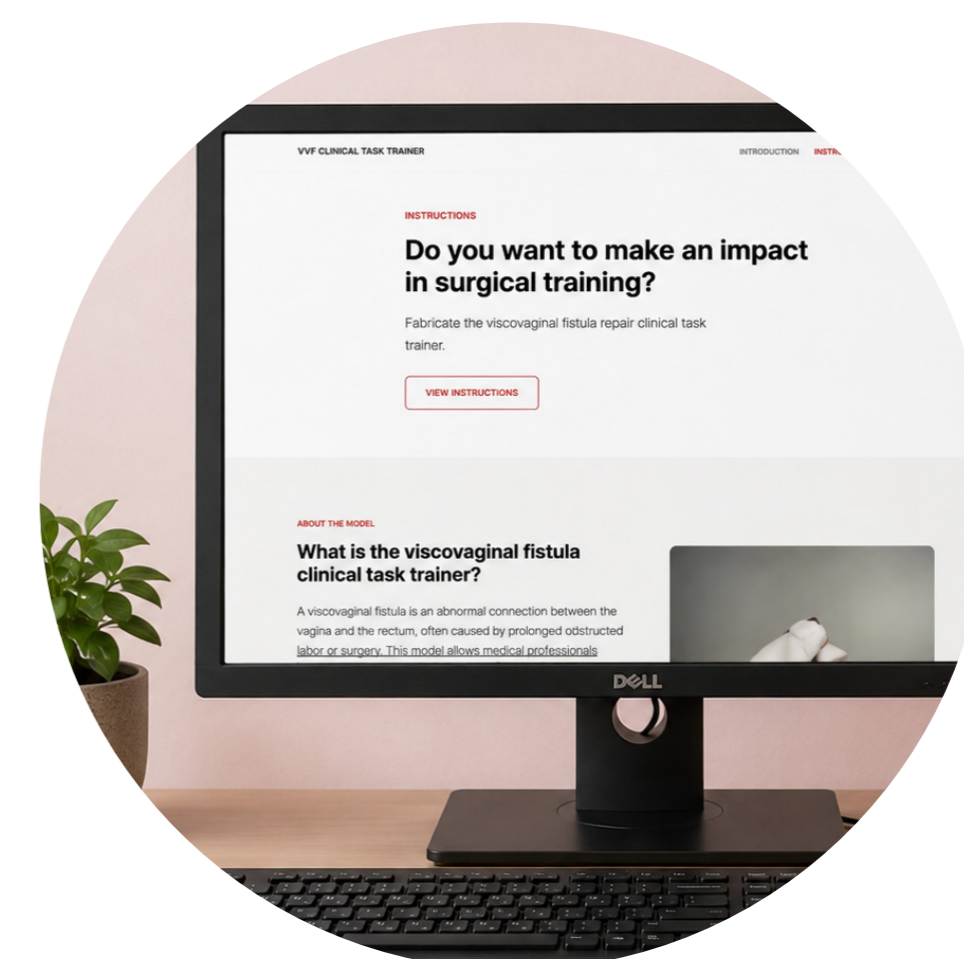 VVF CLINICAL TASK TRAINER
INTRODUCTION
INSTRUCTIONS
Do you want to make an impact
in surgical training?
Fabricate the viscovaginal fistula repair clinical task
trainer.
VIEW INSTRUCTIONS
ABOUT THE MODEL
What is the viscovaginal fistula
clinical task trainer?
A viscovaginal fistula is an abnormal connection between the
vagina and the rectum, often caused by prolonged obstructed
labor or surgery. This model allows medical professionals
DELL